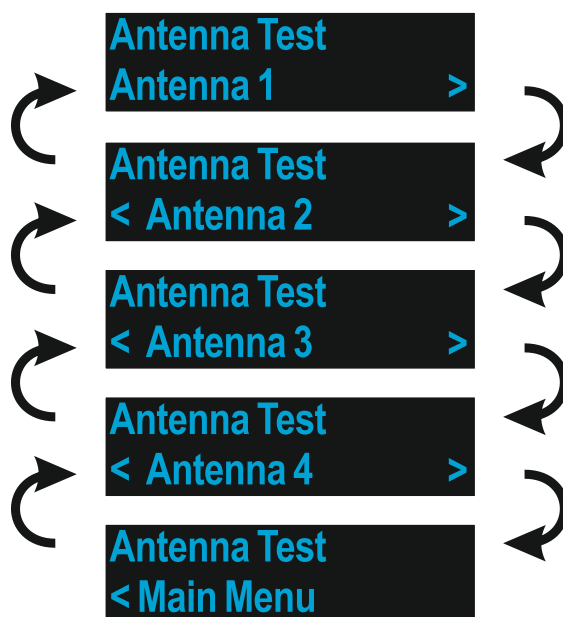 Antenna Test
Antenna 1 >
Antenna Test
< Antenna 2 >
Antenna Test
< Antenna 3 >
Antenna Test
< Antenna 4 >
Antenna Test
< Main Menu